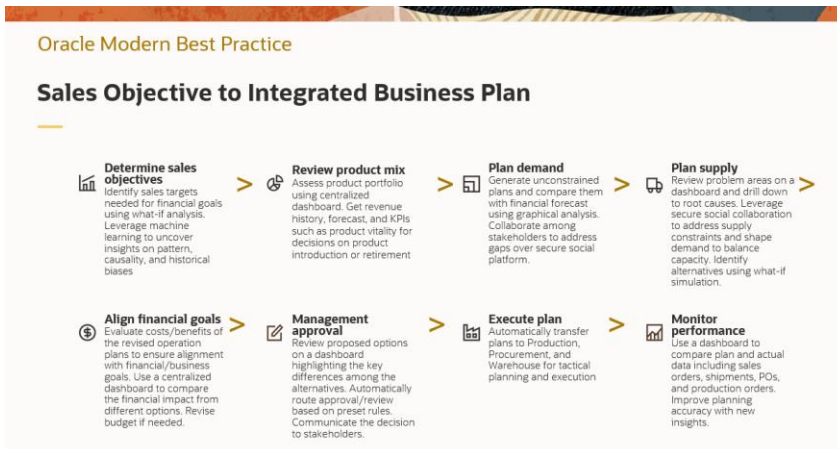 Oracle Modern Best Practice
Sales Objective to Integrated Business Plan
Determine sales
objectives
Identify sales targets
needed for financial goals
using what-if analysis.
Leverage machine
learning to uncover
insights on pattern,
causality, and historical
biases
>
Review product mix
Assess product portfolio
using centralized
dashboard. Get revenue
history, forecast, and KPIs
such as product vitality for
decisions on product
introduction or retirement
>
Plan demand
Generate unconstrained
plans and compare them
with financial forecast
using graphical analysis.
Collaborate among
stakeholders to address
gaps over secure social
platform.
>
Plan supply
Review problem areas on a
dashboard and drill down
to root causes. Leverage
secure social collaboration
to address supply
constraints and shape
demand to balance
capacity. Identify
alternatives using what-if
simulation.
>
Align financial goals
Evaluate costs/benefits of
the revised operation
plans to ensure alignment
with financial/business
goals. Use a centralized
dashboard to compare
the financial impact from
different options. Revise
budget if needed.
>
Management
approval
Review proposed options
on a dashboard
highlighting the key
differences among the
alternatives. Automatically
route approval/review
based on preset rules.
Communicate the decision
to stakeholders.
>
Execute plan
Automatically transfer
plans to Production,
Procurement, and
Warehouse for tactical
planning and execution
>
Monitor
performance
Use a dashboard to
compare plan and actual
data including sales
orders, shipments, POs,
and production orders.
Improve planning
accuracy with new
insights.